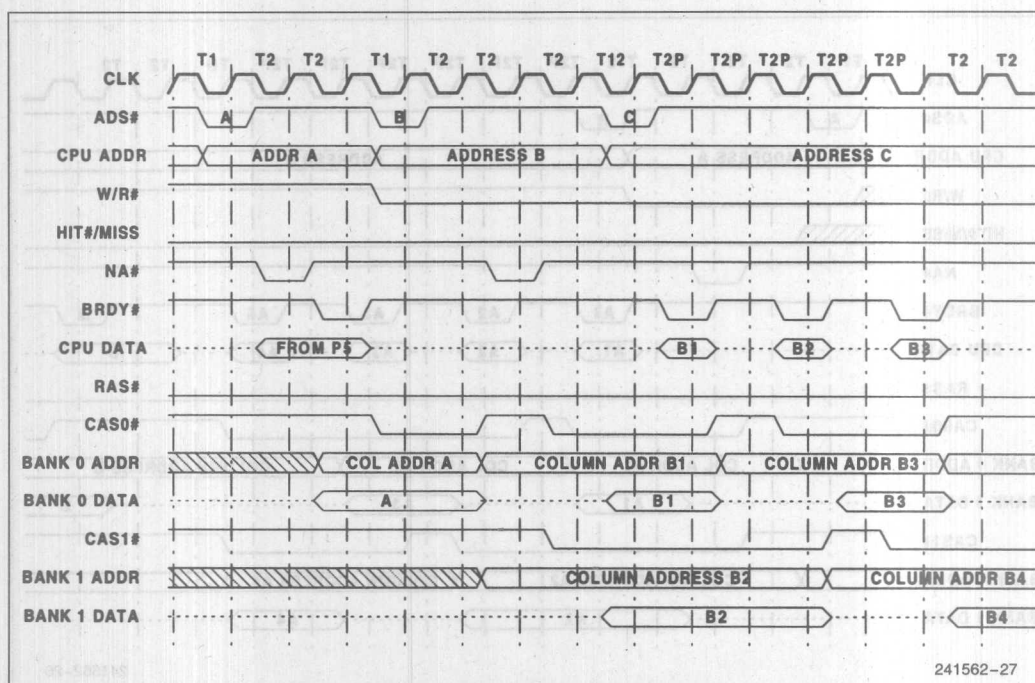 T1 T2 T2 T1 T2 T2 T2 T12 T2P T2P T2P T2P T2P T2 T2
CLK
ADS# A B C
CPU ADDR ADDR A ADDRESS B ADDRESS C
W/R#
HIT#/MISS
NA#
BRDY#
CPU DATA FROM P5 B1 B2 B3
RAS#
CAS0#
BANK 0 ADDR COL ADDR A COLUMN ADDR B1 COLUMN ADDR B3
BANK 0 DATA A B1 B3
CAS1#
BANK 1 ADDR COLUMN ADDRESS B2 COLUMN ADDR B4
BANK 1 DATA B2 B4
241562-27